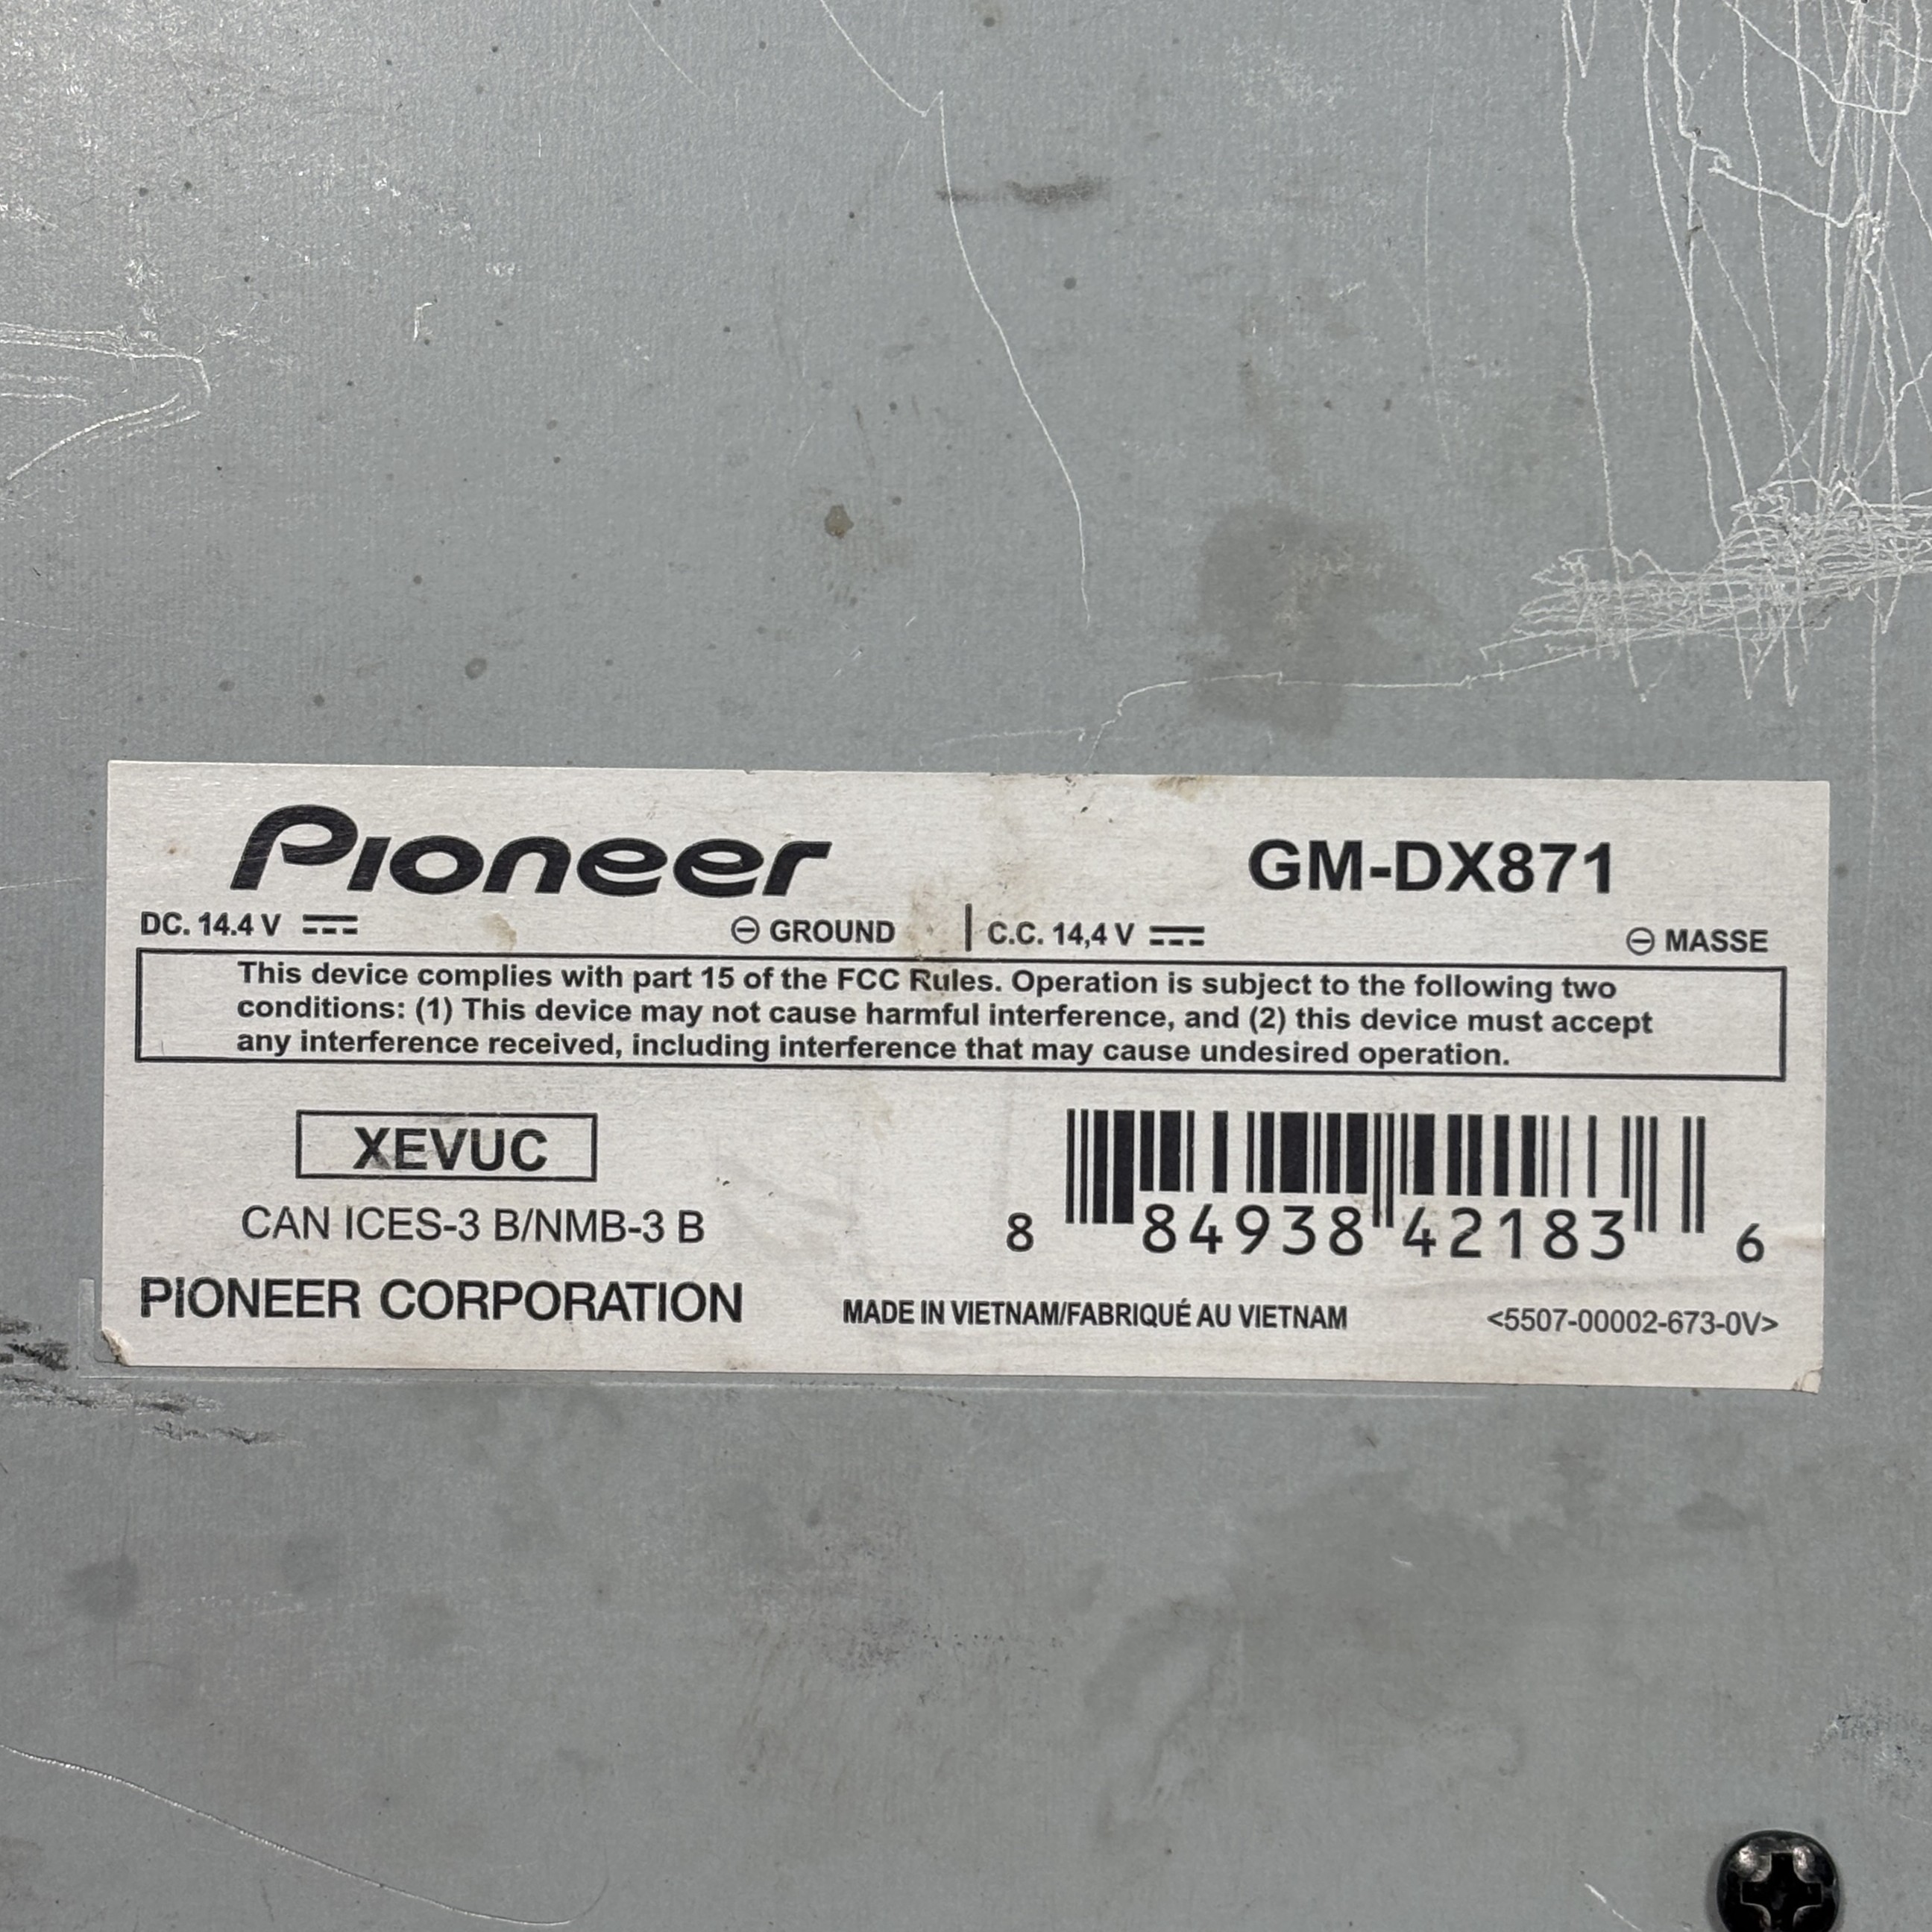 Pioneer GM-DX871
DC. 14.4 V ⎓ ⊖ GROUND | C.C. 14,4 V ⎓ ⊖ MASSE
This device complies with part 15 of the FCC Rules. Operation is subject to the following two
conditions: (1) This device may not cause harmful interference, and (2) this device must accept
any interference received, including interference that may cause undesired operation.
XEVUC
CAN ICES-3 B/NMB-3 B
8 84938 42183 6
PIONEER CORPORATION
MADE IN VIETNAM/FABRIQUÉ AU VIETNAM
<5507-00002-673-0V>